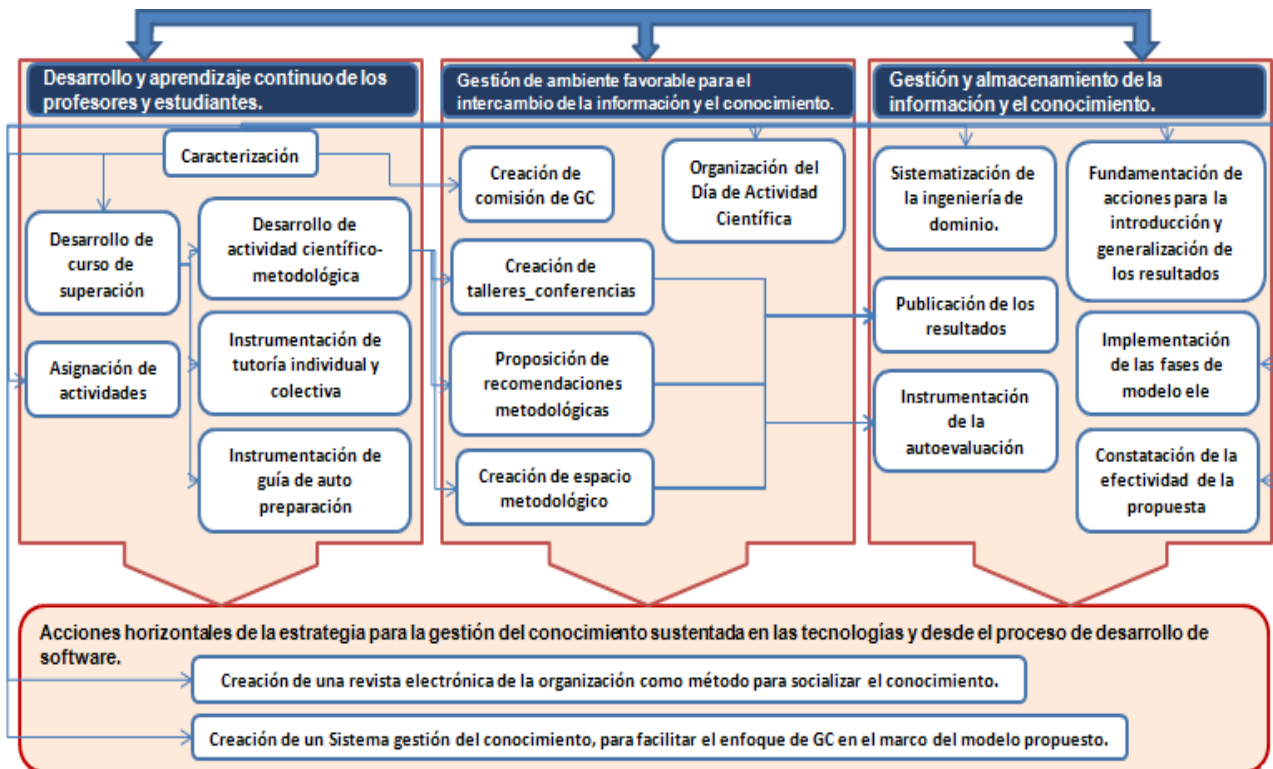 Desarrollo y aprendizaje continuo de los
profesores y estudiantes.
Caracterización
Desarrollo de
curso de
superación
Asignación de
actividades
Desarrollo de
actividad científico-
metodológica
Instrumentación de
tutoría individual y
colectiva
Instrumentación de
guía de auto
preparación
Gestión de ambiente favorable para el
intercambio de la información y el conocimiento.
Creación de
comisión de GC
Organización del
Día de Actividad
Científica
Creación de
talleres_conferencias
Proposición de
recomendaciones
metodológicas
Creación de espacio
metodológico
Gestión y almacenamiento de la
información y el conocimiento.
Sistematización de
la ingeniería de
dominio.
Publicación de los
resultados
Instrumentación
de la
autoevaluación
Fundamentación de
acciones para la
introducción y
generalización de
los resultados
Implementación
de las fases de
modelo ele
Constatación de la
efectividad de la
propuesta
Acciones horizontales de la estrategia para la gestión del conocimiento sustentada en las tecnologías y desde el proceso de desarrollo de
software.
Creación de una revista electrónica de la organización como método para socializar el conocimiento.
Creación de un Sistema gestión del conocimiento, para facilitar el enfoque de GC en el marco del modelo propuesto.